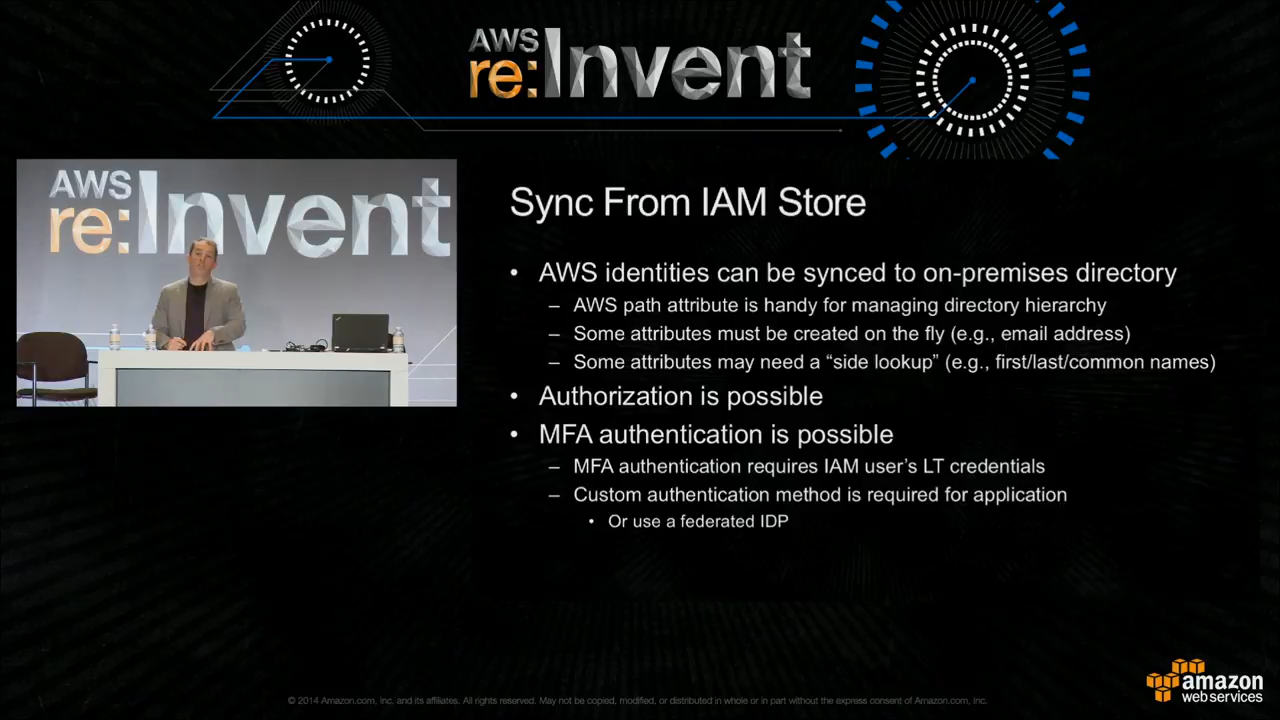 AWS
re:Invent
AWS
re:Invent
Sync From IAM Store
• AWS identities can be synced to on-premises directory
– AWS path attribute is handy for managing directory hierarchy
– Some attributes must be created on the fly (e.g., email address)
– Some attributes may need a “side lookup” (e.g., first/last/common names)
• Authorization is possible
• MFA authentication is possible
– MFA authentication requires IAM user’s LT credentials
– Custom authentication method is required for application
• Or use a federated IDP
© 2014 Amazon.com, Inc. and its affiliates. All rights reserved. May not be copied, modified, or distributed in whole or in part without the express consent of Amazon.com, Inc.
amazon
web services